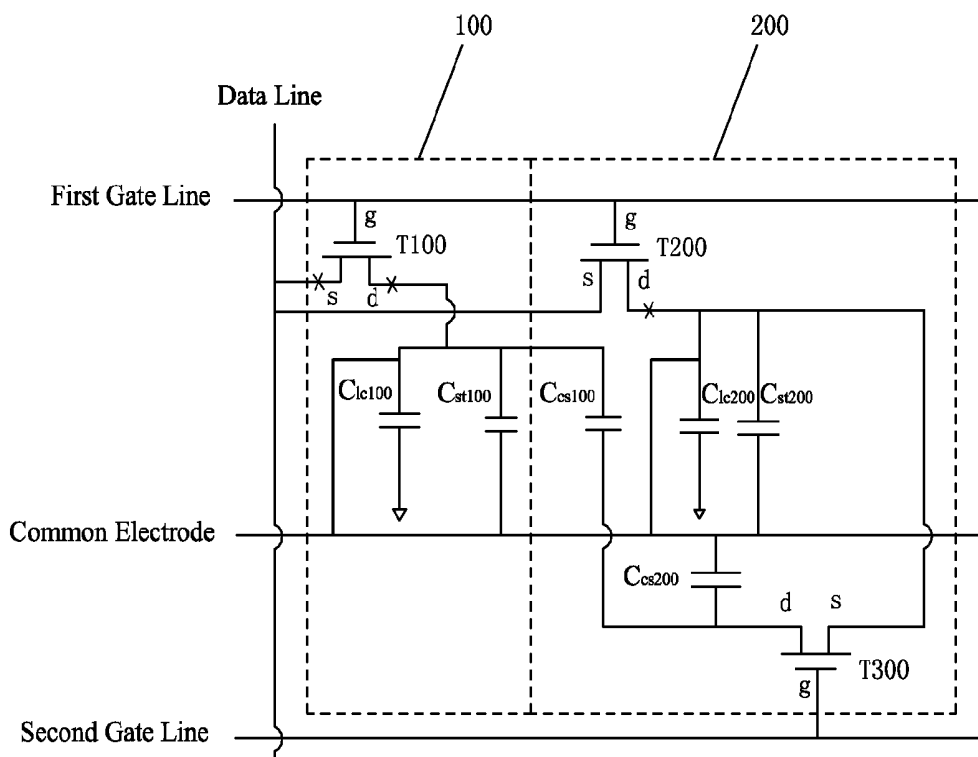 100
200
Data Line
First Gate Line
g
g
T100
T200
s
d
s
d
Clc100
Cst100
Ccs100
Clc200
Cst200
Common Electrode
Ccs200
d
s
T300
g
Second Gate Line